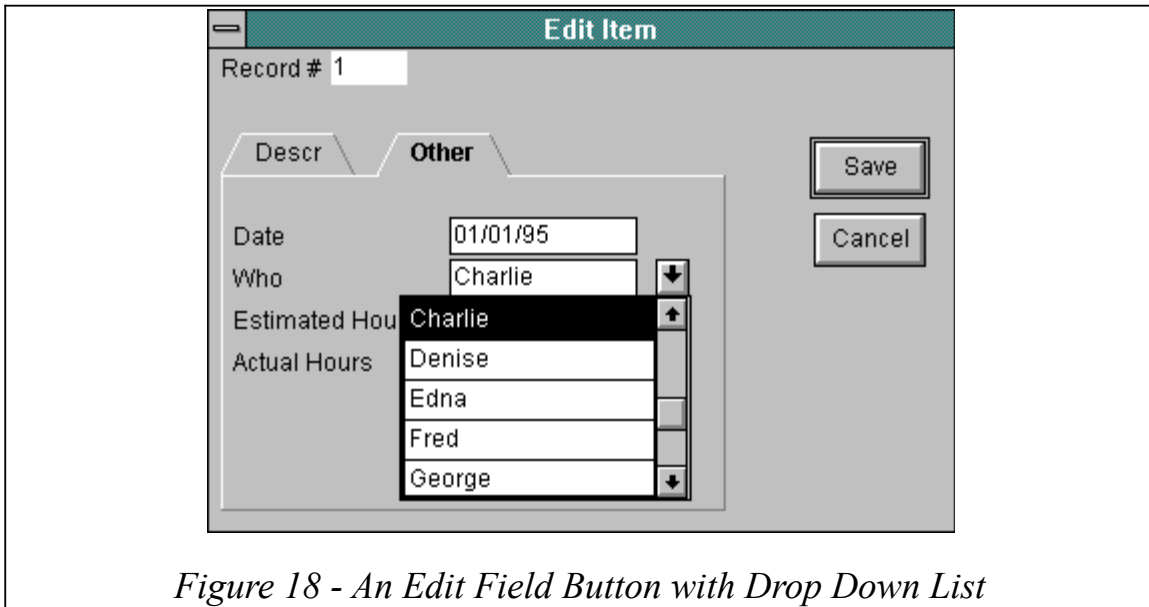 Edit Item
Record # 1
Descr
Other
Save
Cancel
Date 01/01/95
Who Charlie
Estimated Hou
Actual Hours
Charlie
Denise
Edna
Fred
George
Figure 18 - An Edit Field Button with Drop Down List